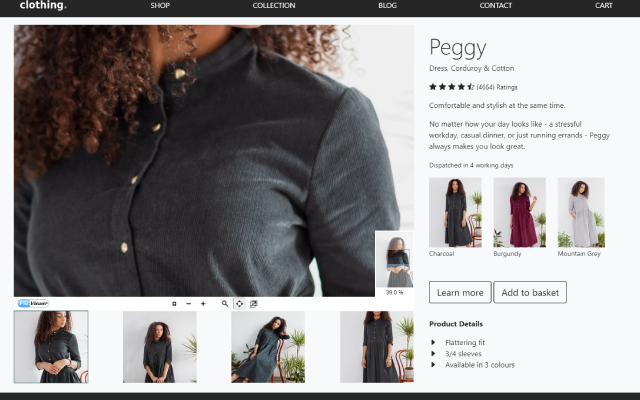 clothing.
SHOP
COLLECTION
BLOG
CONTACT
CART
Peggy
Dress, Corduroy & Cotton
(4664) Ratings
Comfortable and stylish at the same time.
No matter how your day looks like - a stressful
workday, casual dinner, or just running errands - Peggy
always makes you look great.
Dispatched in 4 working days
Charcoal
Burgundy
Mountain Grey
39.0 %
FSI Viewer
Learn more
Add to basket
Product Details
Flattering fit
3/4 sleeves
Available in 3 colours